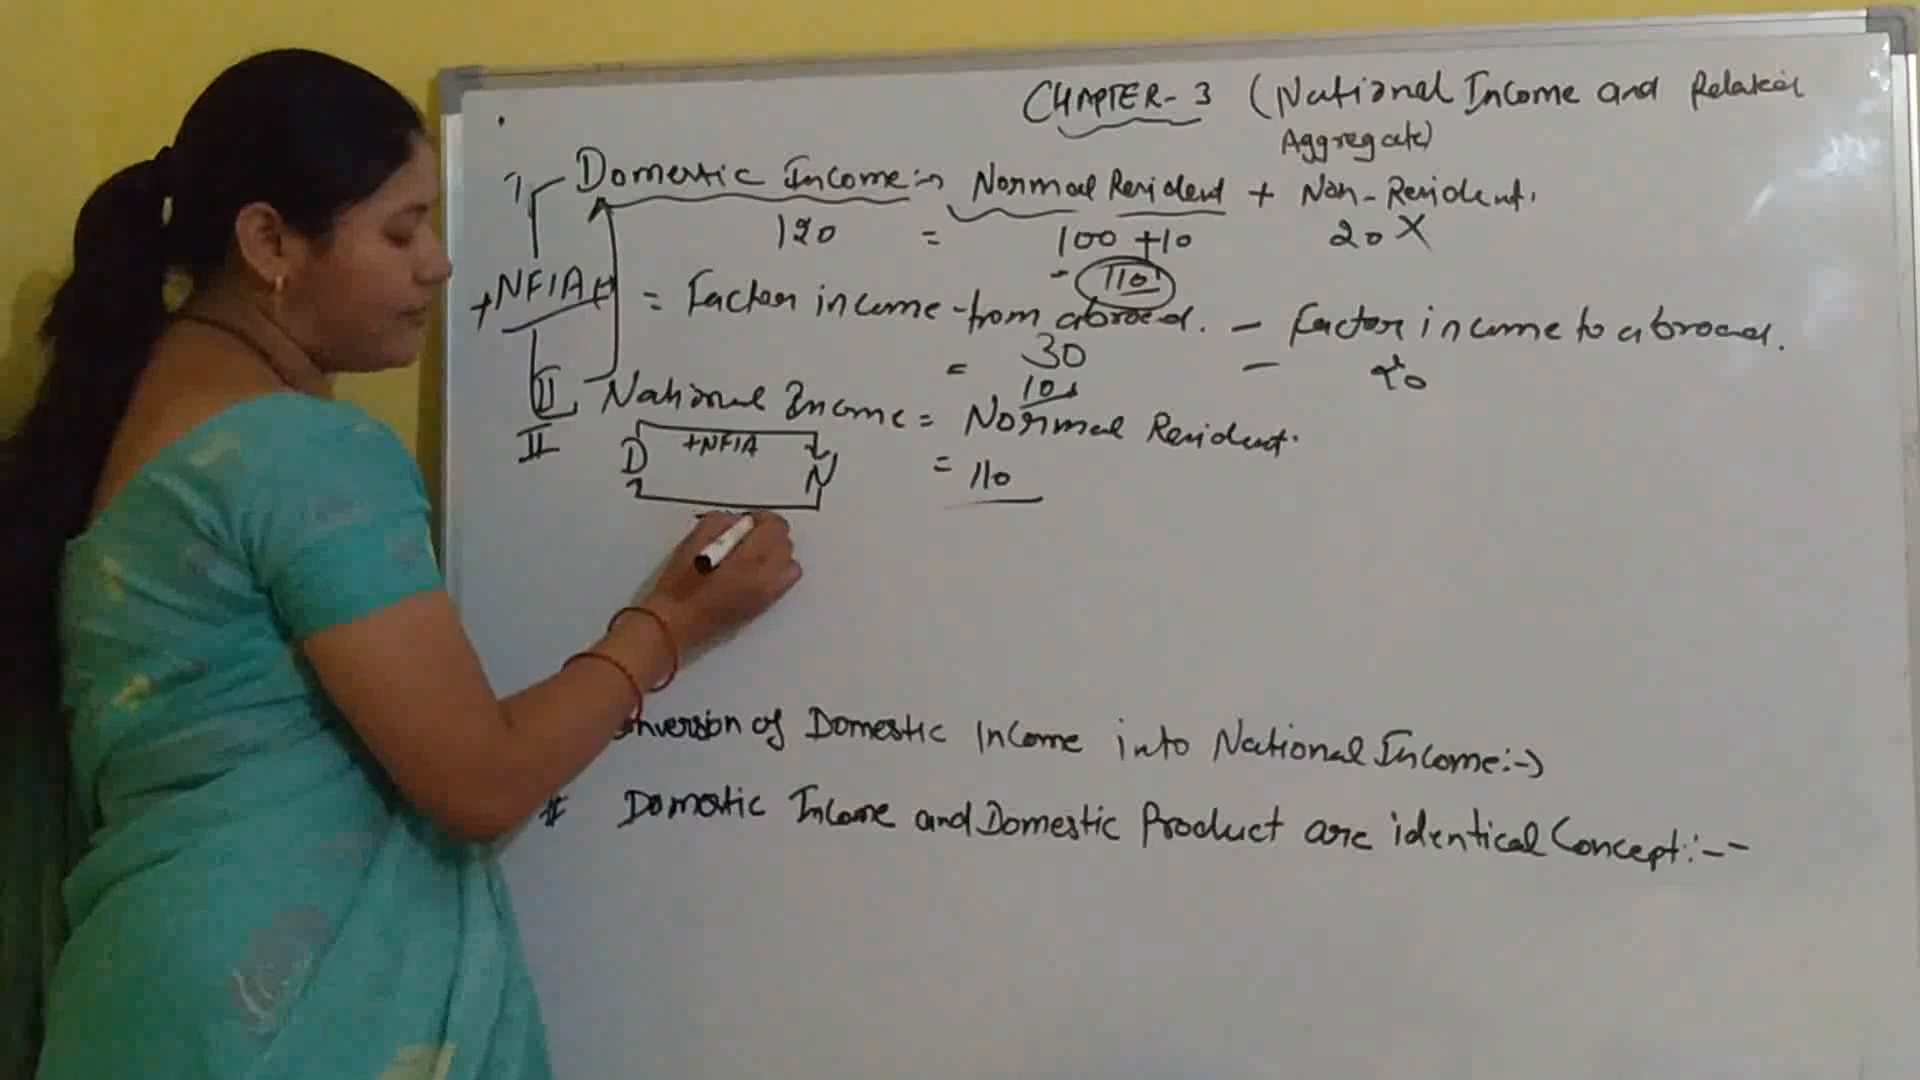 CHAPTER-3 (National Income and Related
Aggregate)
Domestic Income:→ Normal Resident + Non-Resident.
120 = 100 +10 20 X
- 110
+NFIA = Factor income from abroad. - Factor income to abroad.
= 30 -
10
II National Income = Normal Resident.
II
D +NFIA N
= 110
of Domestic Income into National Income:→
# Domestic Income and Domestic Product are identical Concept:--